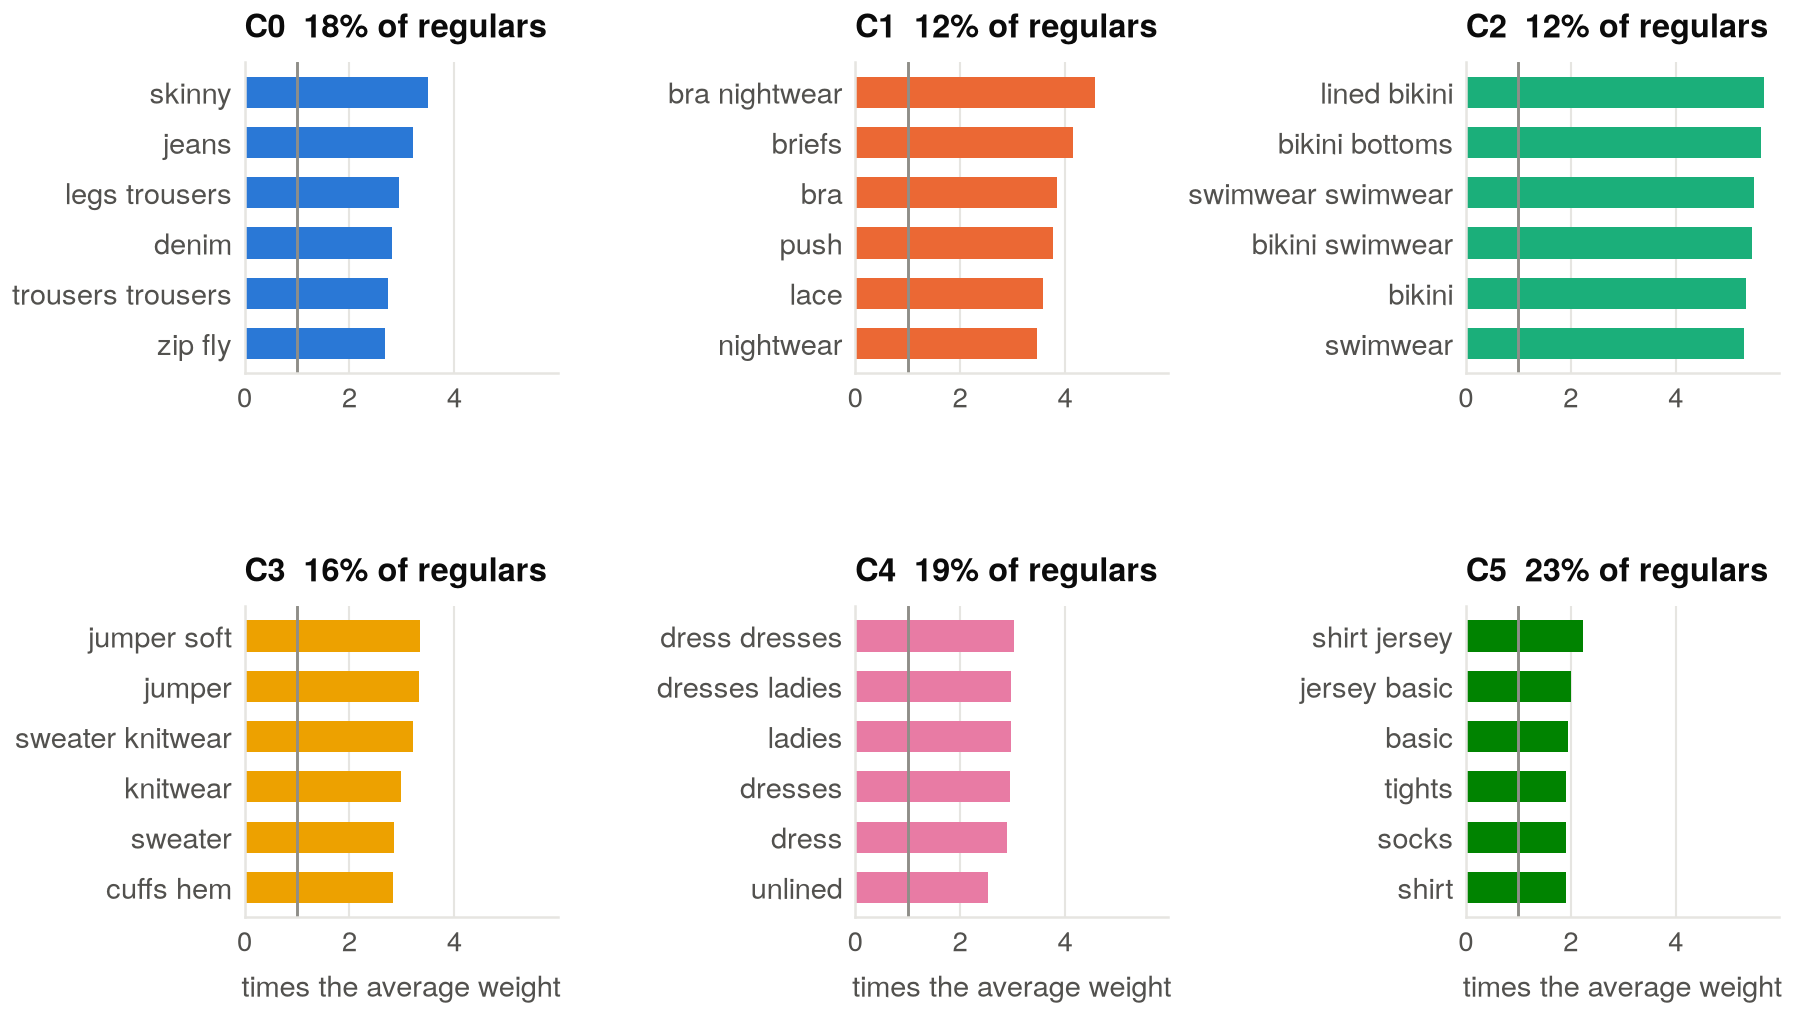 C0 18% of regulars
skinny
jeans
legs trousers
denim
trousers trousers
zip fly
0 2 4
C1 12% of regulars
bra nightwear
briefs
bra
push
lace
nightwear
0 2 4
C2 12% of regulars
lined bikini
bikini bottoms
swimwear swimwear
bikini swimwear
bikini
swimwear
0 2 4
C3 16% of regulars
jumper soft
jumper
sweater knitwear
knitwear
sweater
cuffs hem
0 2 4
times the average weight
C4 19% of regulars
dress dresses
dresses ladies
ladies
dresses
dress
unlined
0 2 4
times the average weight
C5 23% of regulars
shirt jersey
jersey basic
basic
tights
socks
shirt
0 2 4
times the average weight